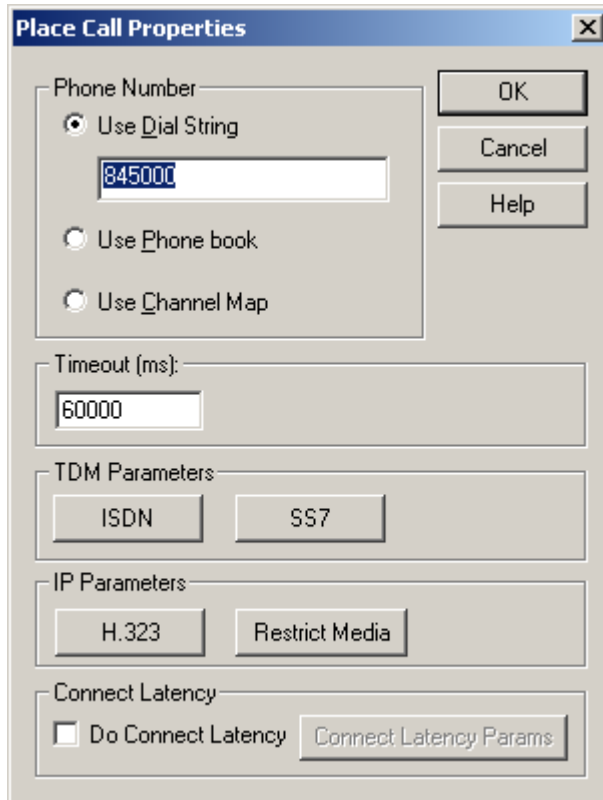 Place Call Properties
Phone Number
Use Dial String
845000
Use Phone book
Use Channel Map
OK
Cancel
Help
Timeout (ms):
60000
TDM Parameters
ISDN SS7
IP Parameters
H.323 Restrict Media
Connect Latency
Do Connect Latency Connect Latency Params